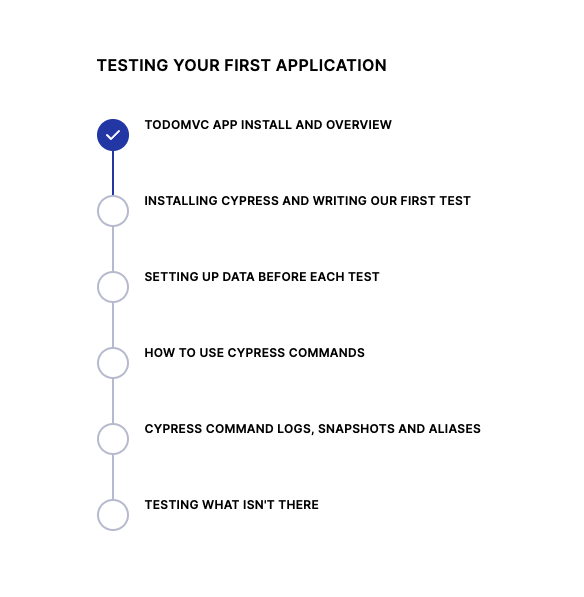 TESTING YOUR FIRST APPLICATION
TODOMVC APP INSTALL AND OVERVIEW
INSTALLING CYPRESS AND WRITING OUR FIRST TEST
SETTING UP DATA BEFORE EACH TEST
HOW TO USE CYPRESS COMMANDS
CYPRESS COMMAND LOGS, SNAPSHOTS AND ALIASES
TESTING WHAT ISN'T THERE